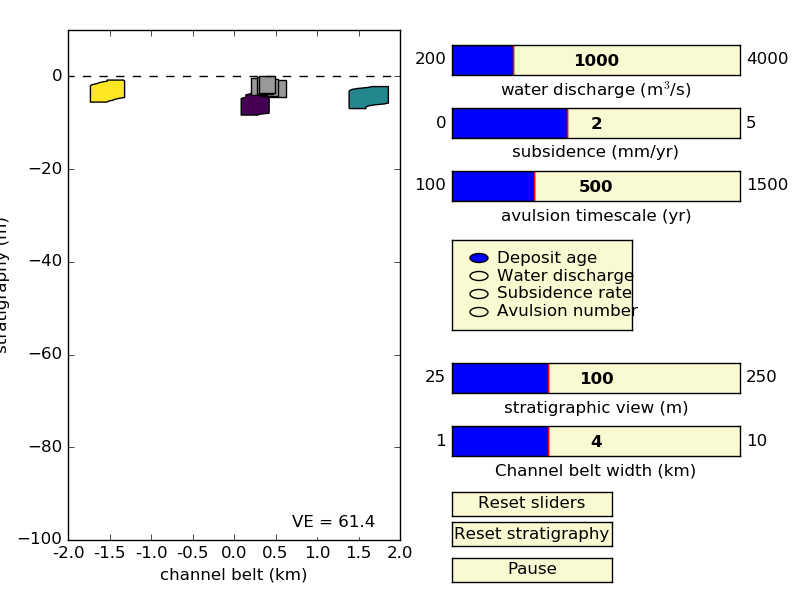 0
−20
−40
−60
−80
−100
stratigraphy (m)
VE = 61.4
-2.0 -1.5 -1.0 -0.5 0.0 0.5 1.0 1.5 2.0
channel belt (km)
200 1000 4000
water discharge (m³/s)
0 2 5
subsidence (mm/yr)
100 500 1500
avulsion timescale (yr)
Deposit age
Water discharge
Subsidence rate
Avulsion number
25 100 250
stratigraphic view (m)
1 4 10
Channel belt width (km)
Reset sliders
Reset stratigraphy
Pause